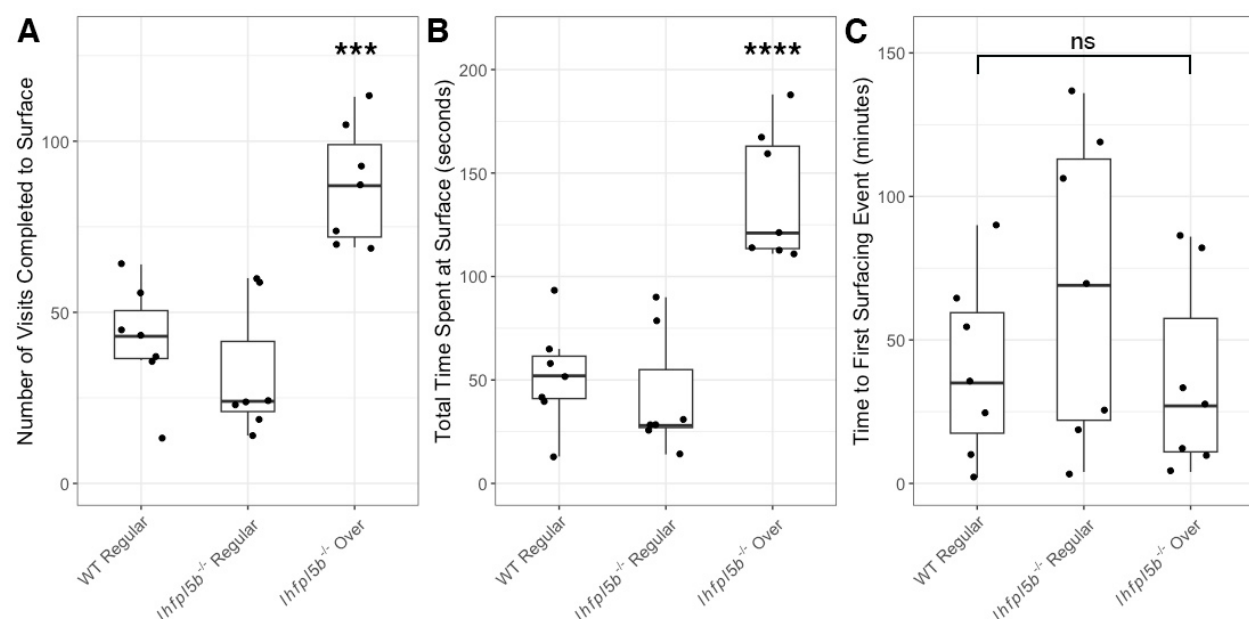 A
Number of Visits Completed to Surface
100
50
0
***
WT Regular
lhfpl5b-/- Regular
lhfpl5b-/- Over
B
Total Time Spent at Surface (seconds)
200
150
100
50
0
****
WT Regular
lhfpl5b-/- Regular
lhfpl5b-/- Over
C
Time to First Surfacing Event (minutes)
150
100
50
0
ns
WT Regular
lhfpl5b-/- Regular
lhfpl5b-/- Over